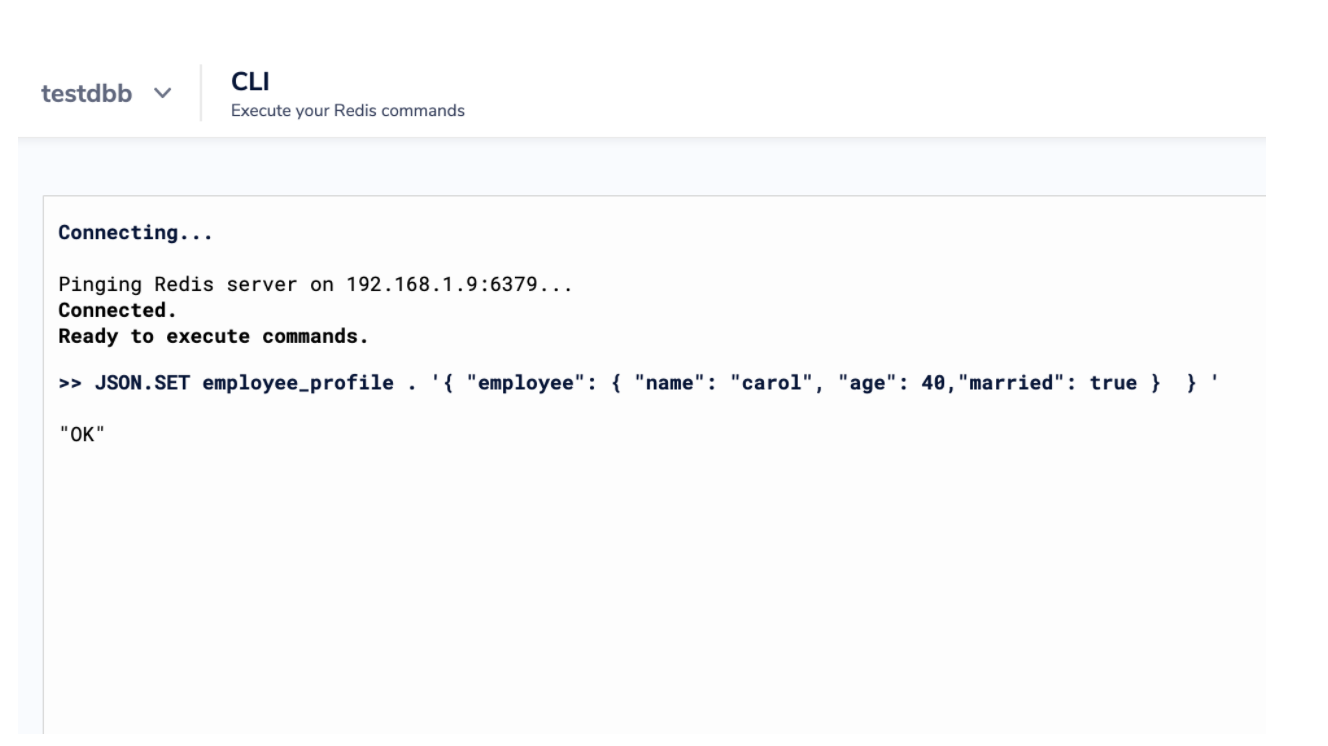 testdbb
CLI
Execute your Redis commands
Connecting...
Pinging Redis server on 192.168.1.9:6379...
Connected.
Ready to execute commands.
>> JSON.SET employee_profile . '{ "employee": { "name": "carol", "age": 40,"married": true }  } '
"OK"